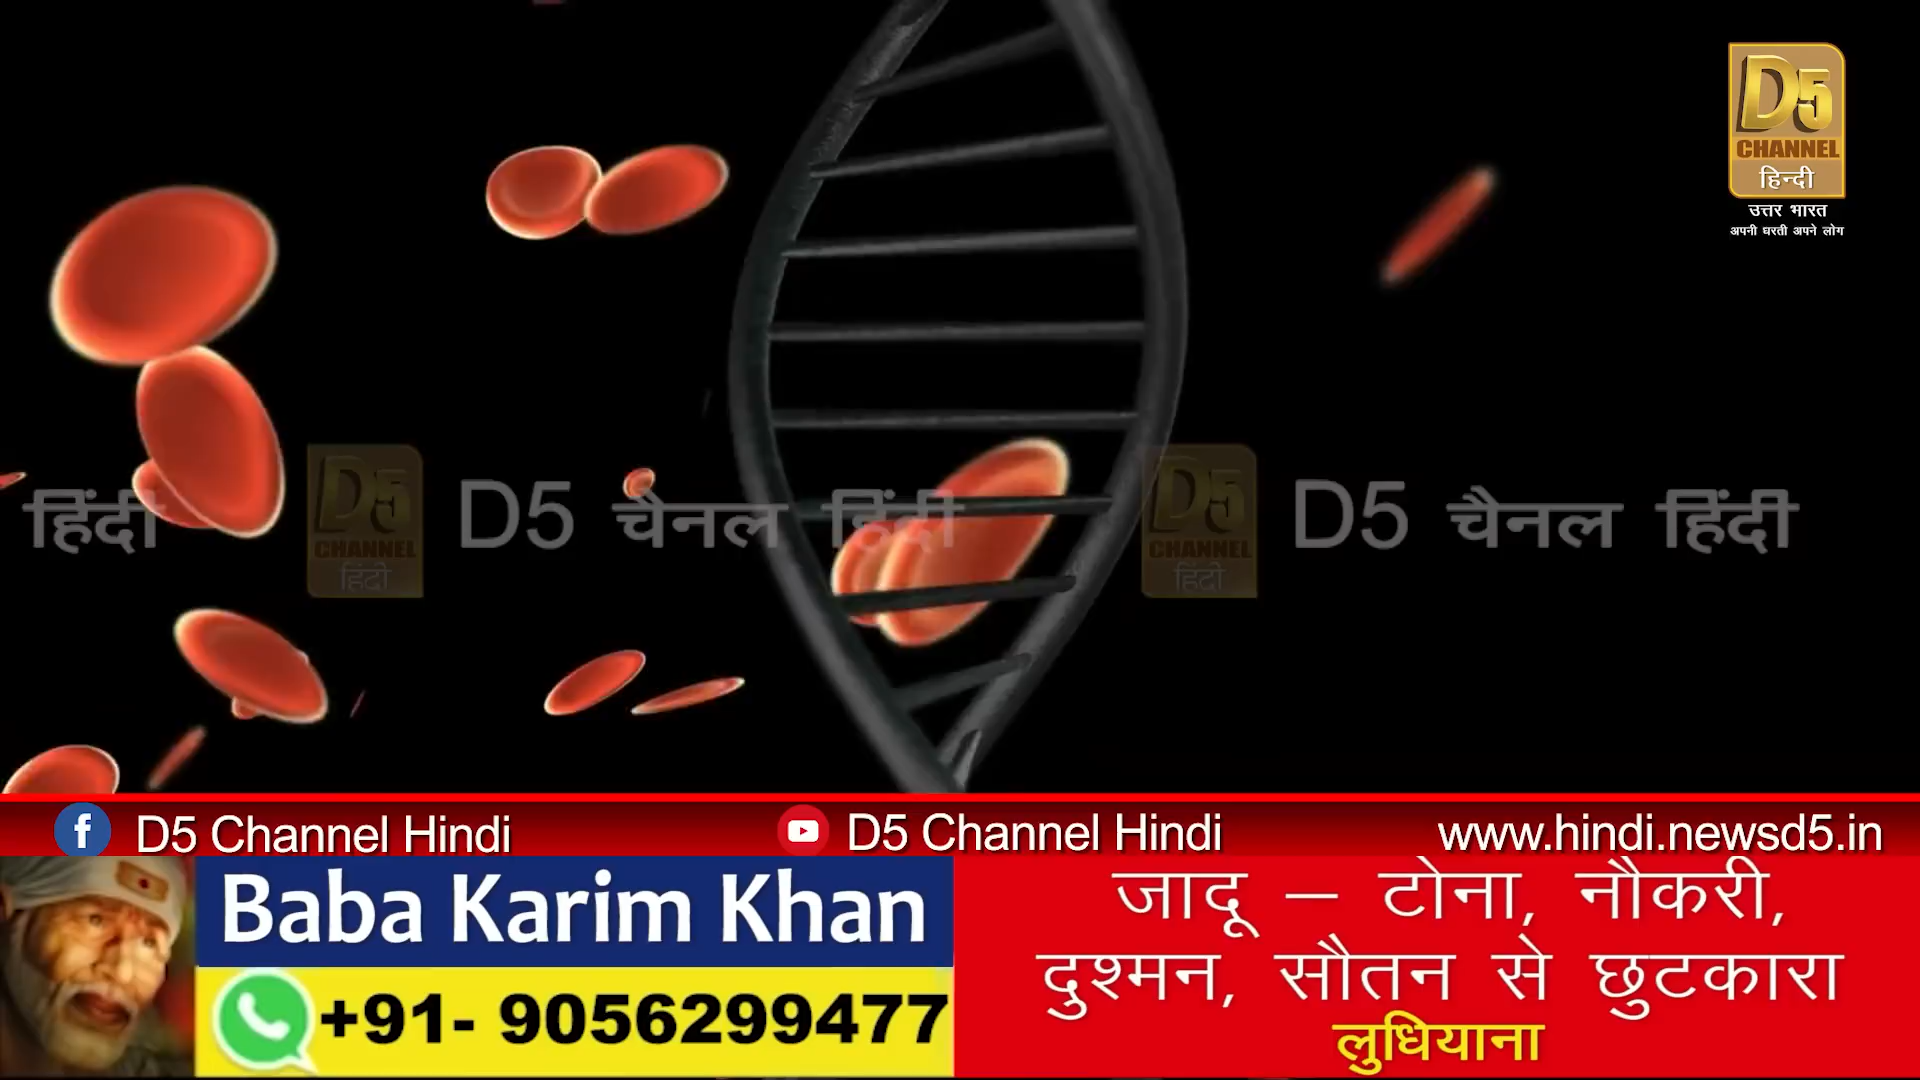 D5
CHANNEL
हिन्दी
उत्तर भारत
अपनी धरती अपने लोग
हिंदी D5 CHANNEL हिंदी D5 चैनल हिंदी D5 CHANNEL हिंदी D5 चैनल हिंदी
D5 Channel Hindi
D5 Channel Hindi
www.hindi.newsd5.in
Baba Karim Khan
+91- 9056299477
जादू – टोना, नौकरी,
दुश्मन, सौतन से छुटकारा
लुधियाना